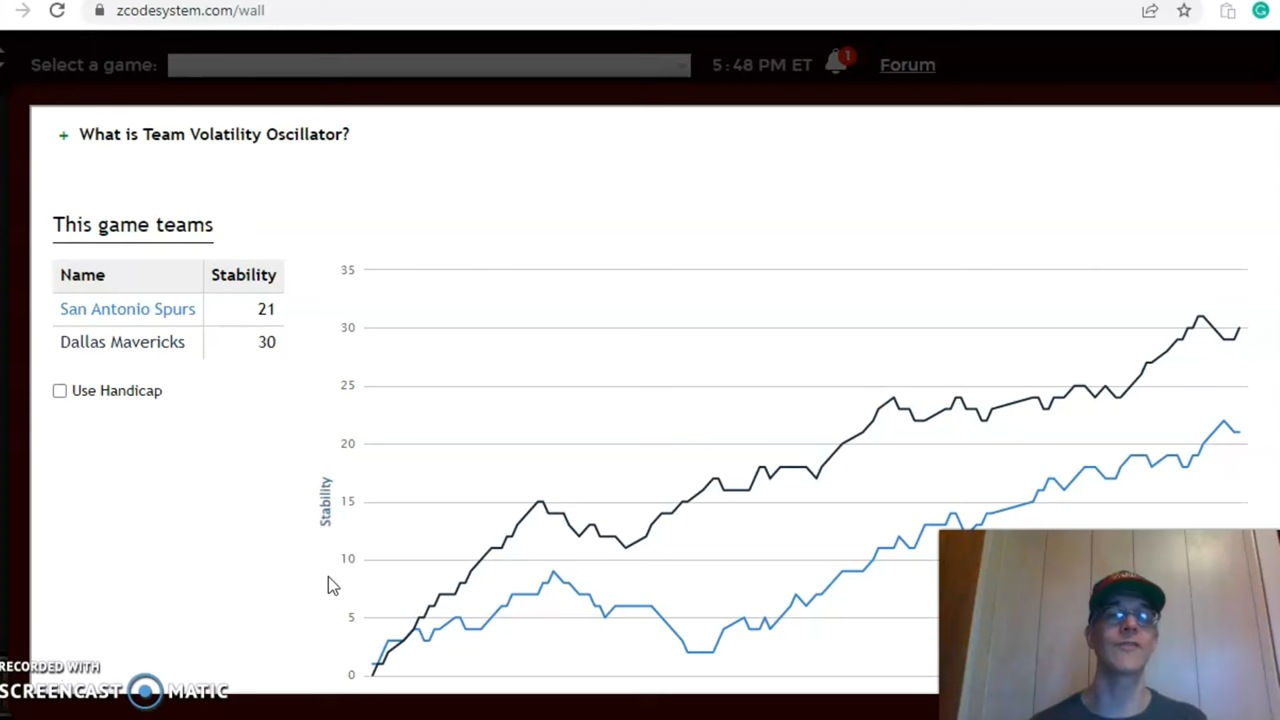 zcodesystem.com/wall
Select a game: 5:48 PM ET 1 Forum
+ What is Team Volatility Oscillator?
This game teams
Name Stability
San Antonio Spurs 21
Dallas Mavericks 30
Use Handicap
35
30
25
20
15
10
5
0
Stability
RECORDED WITH
SCREENCAST MATIC